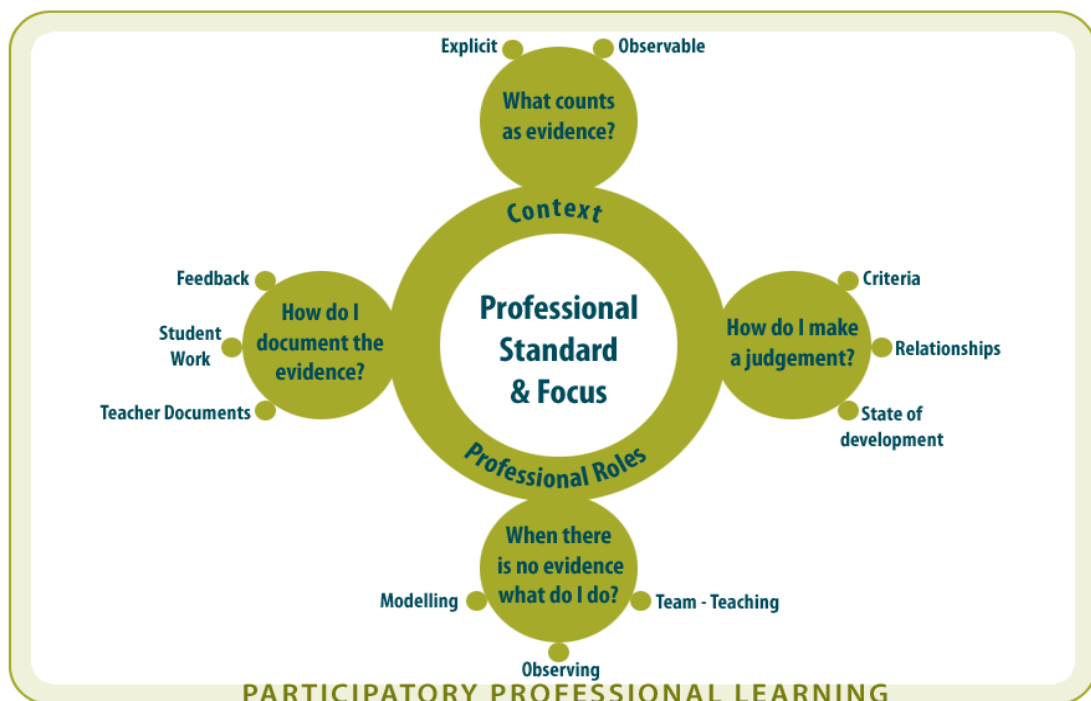 Explicit
Observable
What counts
as evidence?
Context
Feedback
Student
Work
Teacher Documents
How do I
document the
evidence?
Professional
Standard
& Focus
How do I make
a judgement?
Criteria
Relationships
State of
development
Professional Roles
When there
is no evidence
what do I do?
Modelling
Team - Teaching
Observing
PARTICIPATORY PROFESSIONAL LEARNING